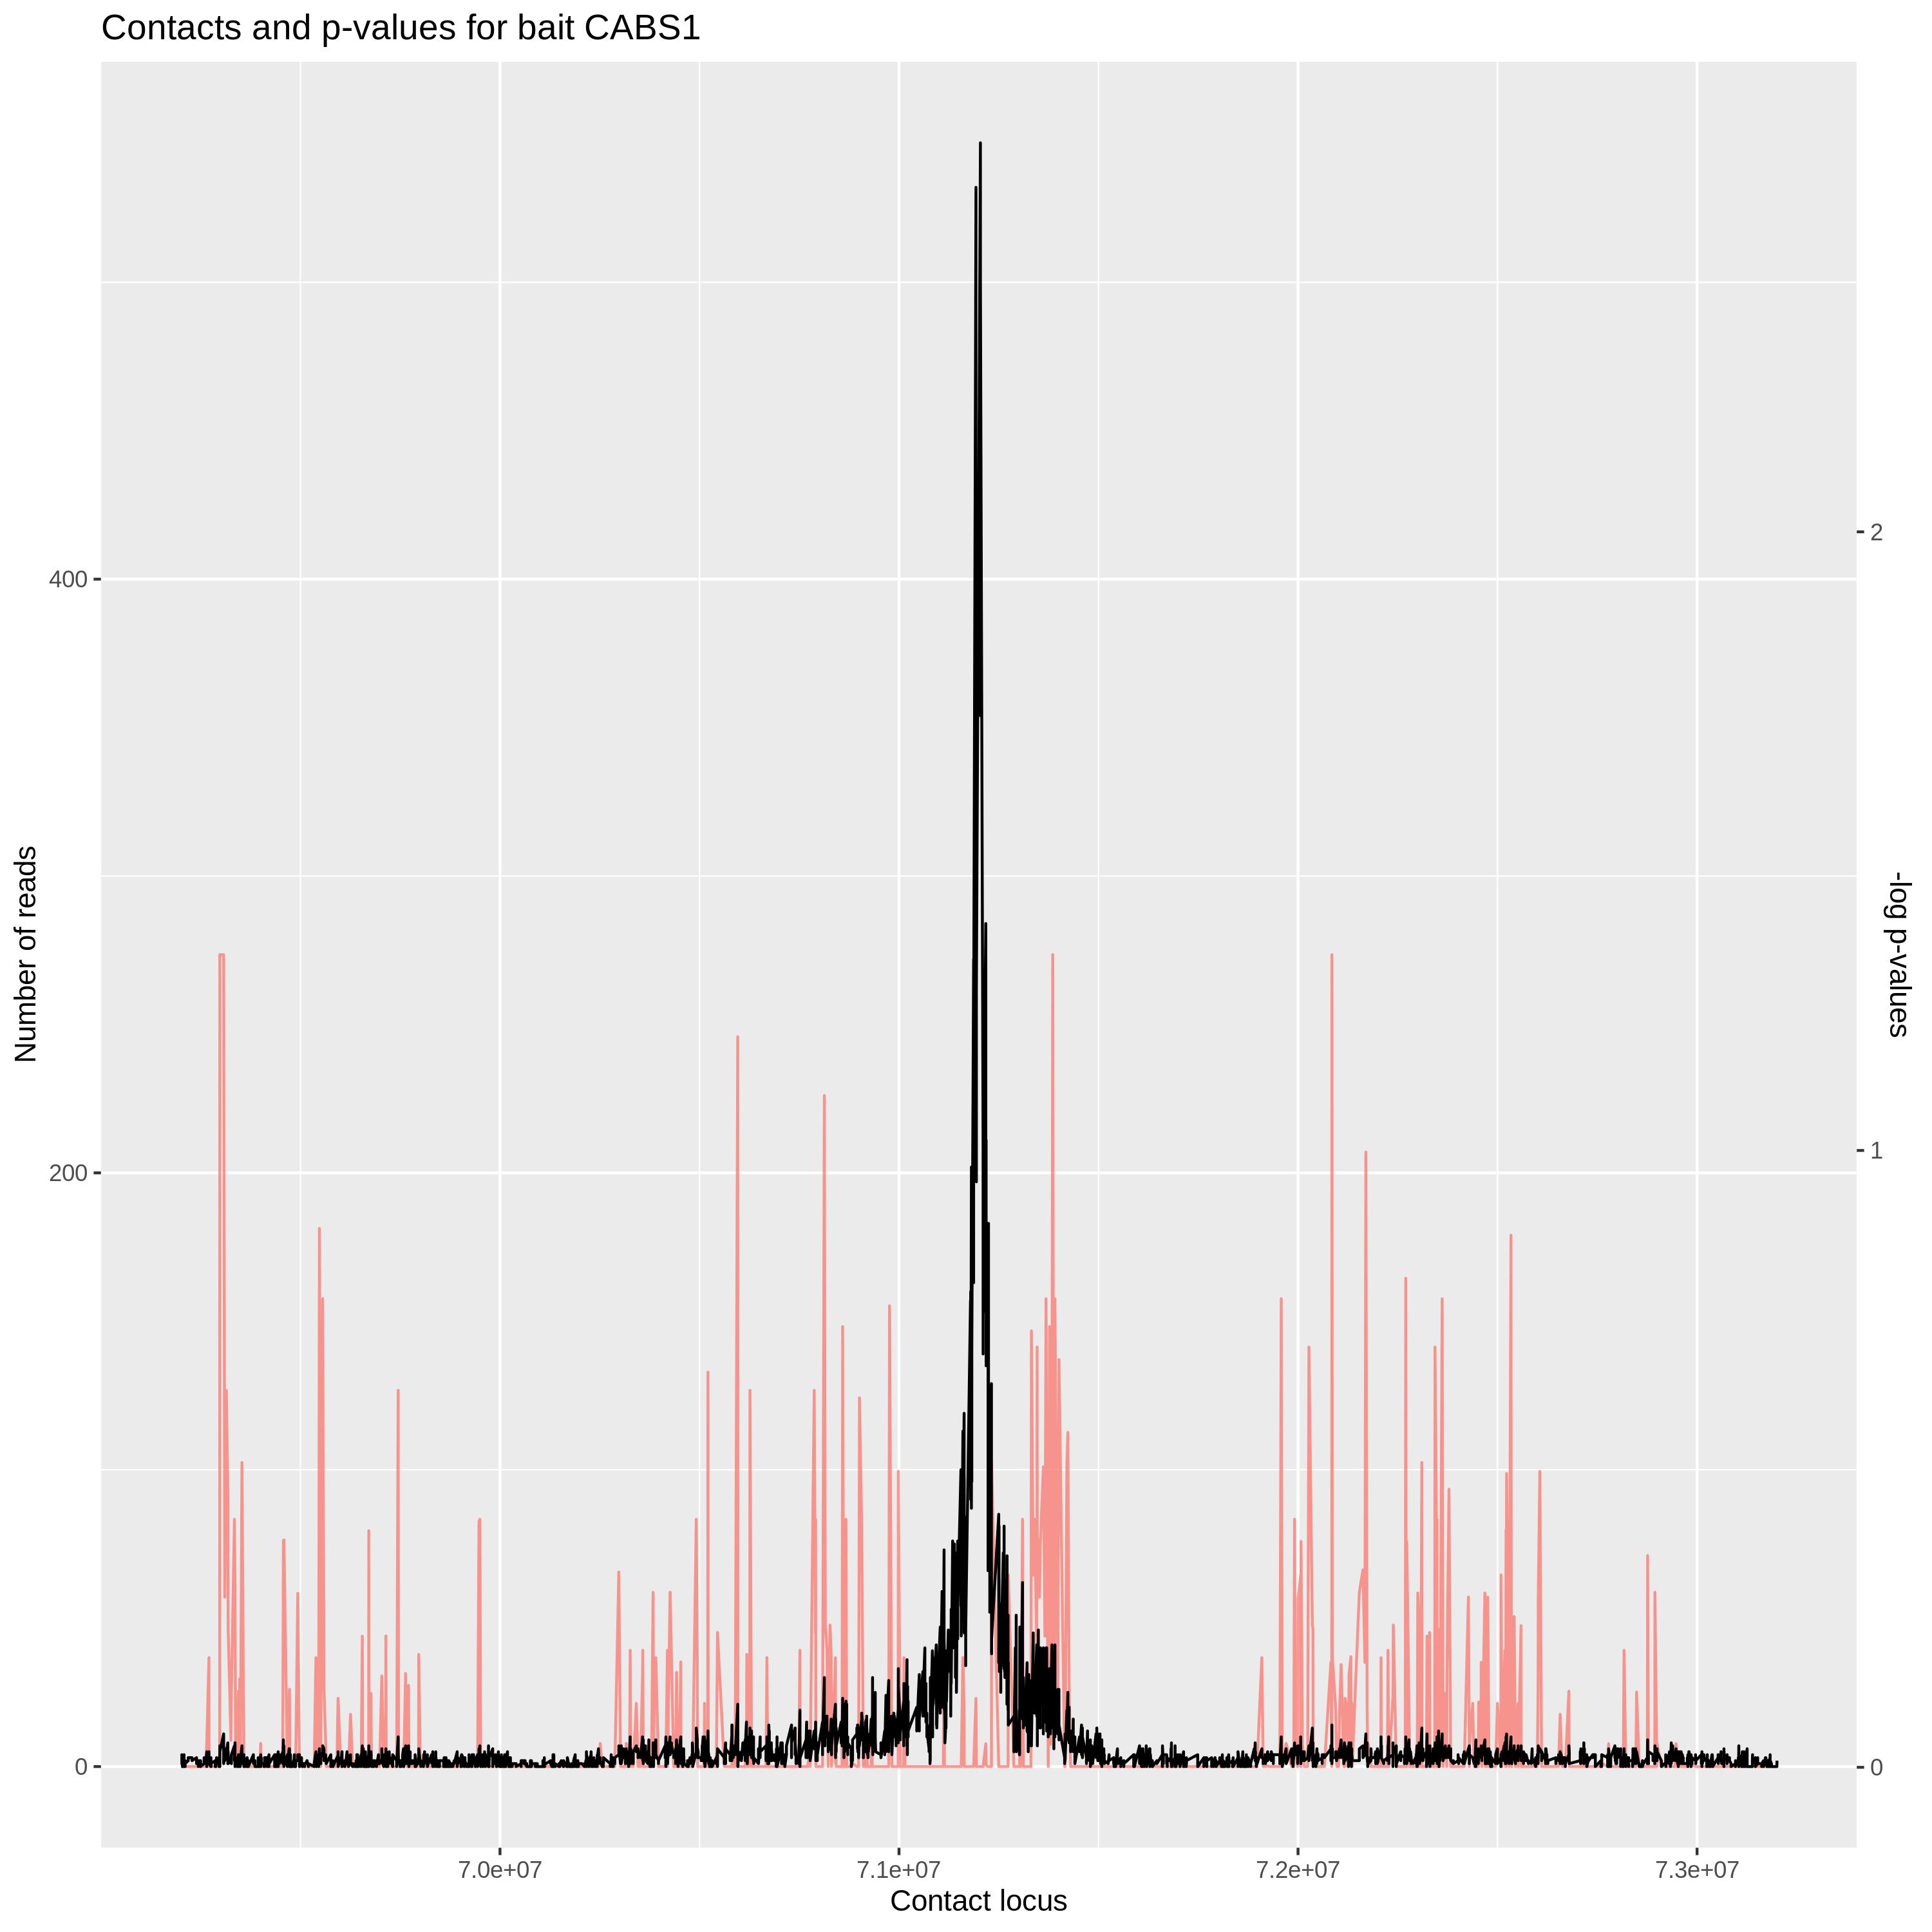 Contacts and p-values for bait CABS1
Number of reads
400
200
0
2
1
0
-log p-values
7.0e+07
7.1e+07
7.2e+07
7.3e+07
Contact locus